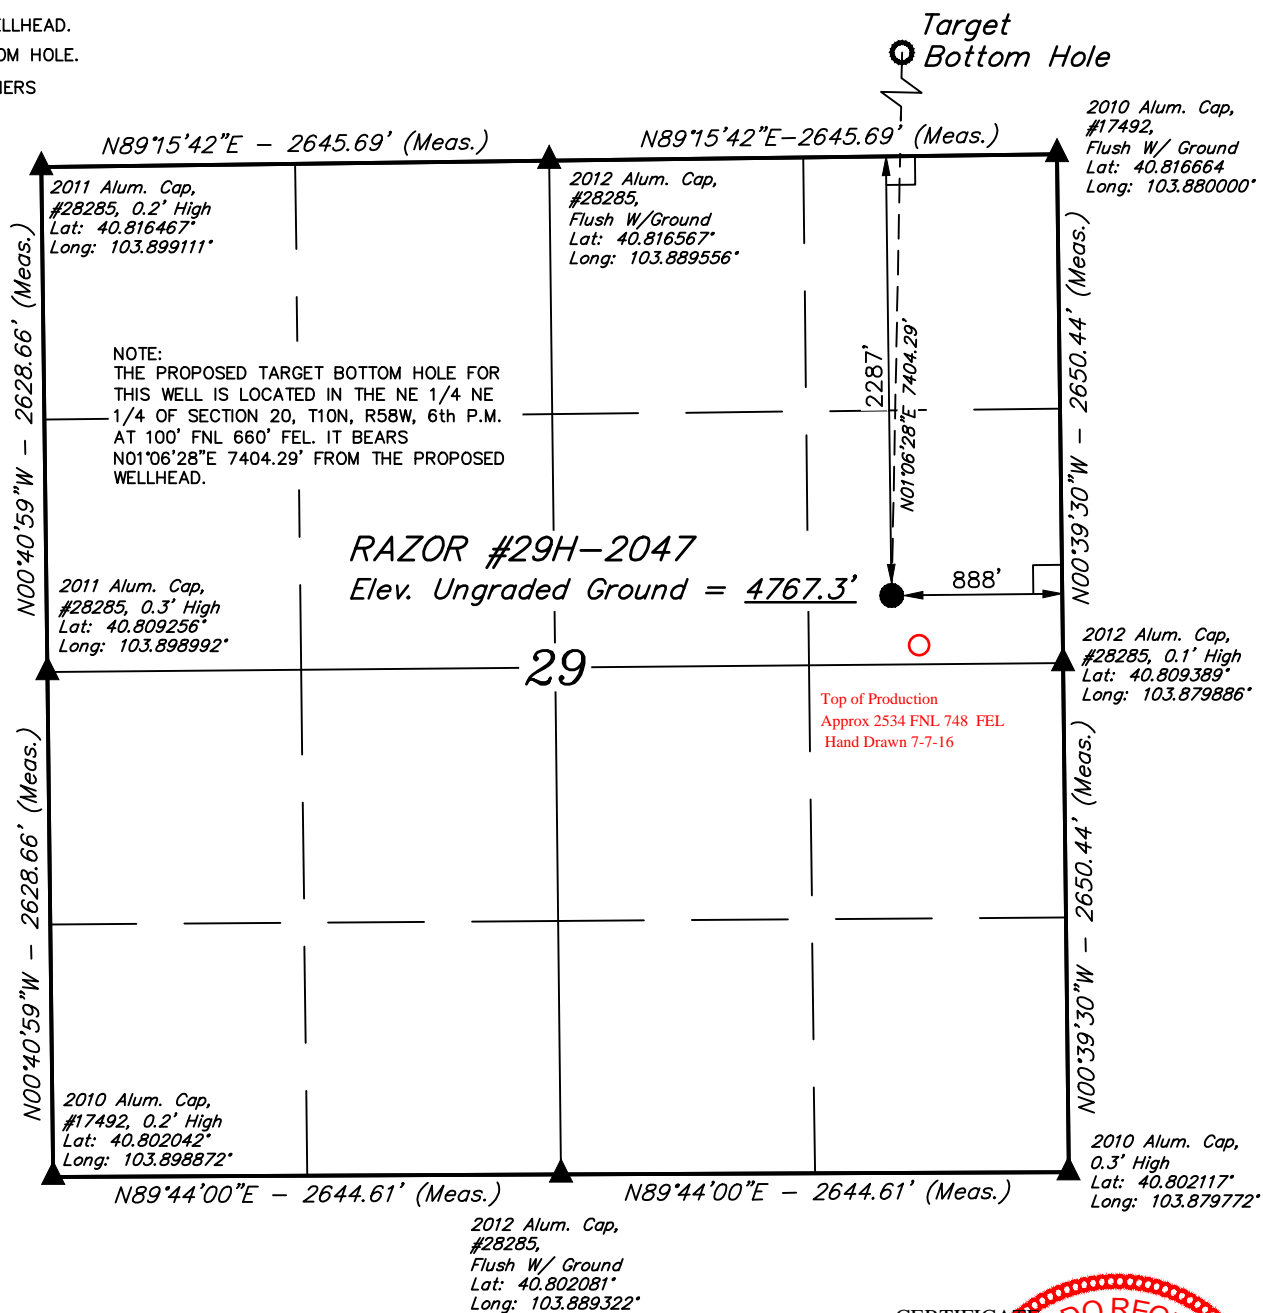 ELLHEAD.
OM HOLE.
NERS
Target
Bottom Hole
N89°15'42"E - 2645.69' (Meas.)
N89°15'42"E-2645.69' (Meas.)
2010 Alum. Cap,
#17492,
Flush W/ Ground
Lat: 40.816664
Long: 103.880000°
2011 Alum. Cap,
#28285, 0.2' High
Lat: 40.816467°
Long: 103.899111°
2012 Alum. Cap,
#28285,
Flush W/Ground
Lat: 40.816567°
Long: 103.889556°
N00°40'59"W - 2628.66' (Meas.)
N00°39'30"W - 2650.44' (Meas.)
NOTE:
THE PROPOSED TARGET BOTTOM HOLE FOR
THIS WELL IS LOCATED IN THE NE 1/4 NE
1/4 OF SECTION 20, T10N, R58W, 6th P.M.
AT 100' FNL 660' FEL. IT BEARS
N01°06'28"E 7404.29' FROM THE PROPOSED
WELLHEAD.
2287'
N01°06'28"E 7404.29'
RAZOR #29H-2047
Elev. Ungraded Ground = 4767.3'
888'
2011 Alum. Cap,
#28285, 0.3' High
Lat: 40.809256°
Long: 103.898992°
29
2012 Alum. Cap,
#28285, 0.1' High
Lat: 40.809389°
Long: 103.879886°
Top of Production
Approx 2534 FNL 748 FEL
Hand Drawn 7-7-16
N00°40'59"W - 2628.66' (Meas.)
N00°39'30"W - 2650.44' (Meas.)
2010 Alum. Cap,
#17492, 0.2' High
Lat: 40.802042°
Long: 103.898872°
2010 Alum. Cap,
0.3' High
Lat: 40.802117°
Long: 103.879772°
N89°44'00"E - 2644.61' (Meas.)
N89°44'00"E - 2644.61' (Meas.)
2012 Alum. Cap,
#28285,
Flush W/ Ground
Lat: 40.802081°
Long: 103.889322°
CERTIFICATE
DO REG